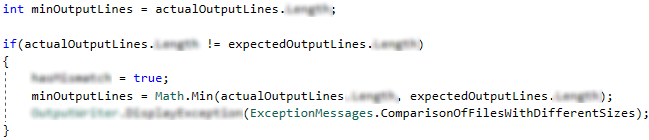 int minOutputLines = actualOutputLines.;
if(actualOutputLines. != expectedOutputLines.)
{
= true;
minOutputLines = Math.Min(actualOutputLines., expectedOutputLines.);
(ExceptionMessages.ComparisonOfFilesWithDifferentSizes);
}